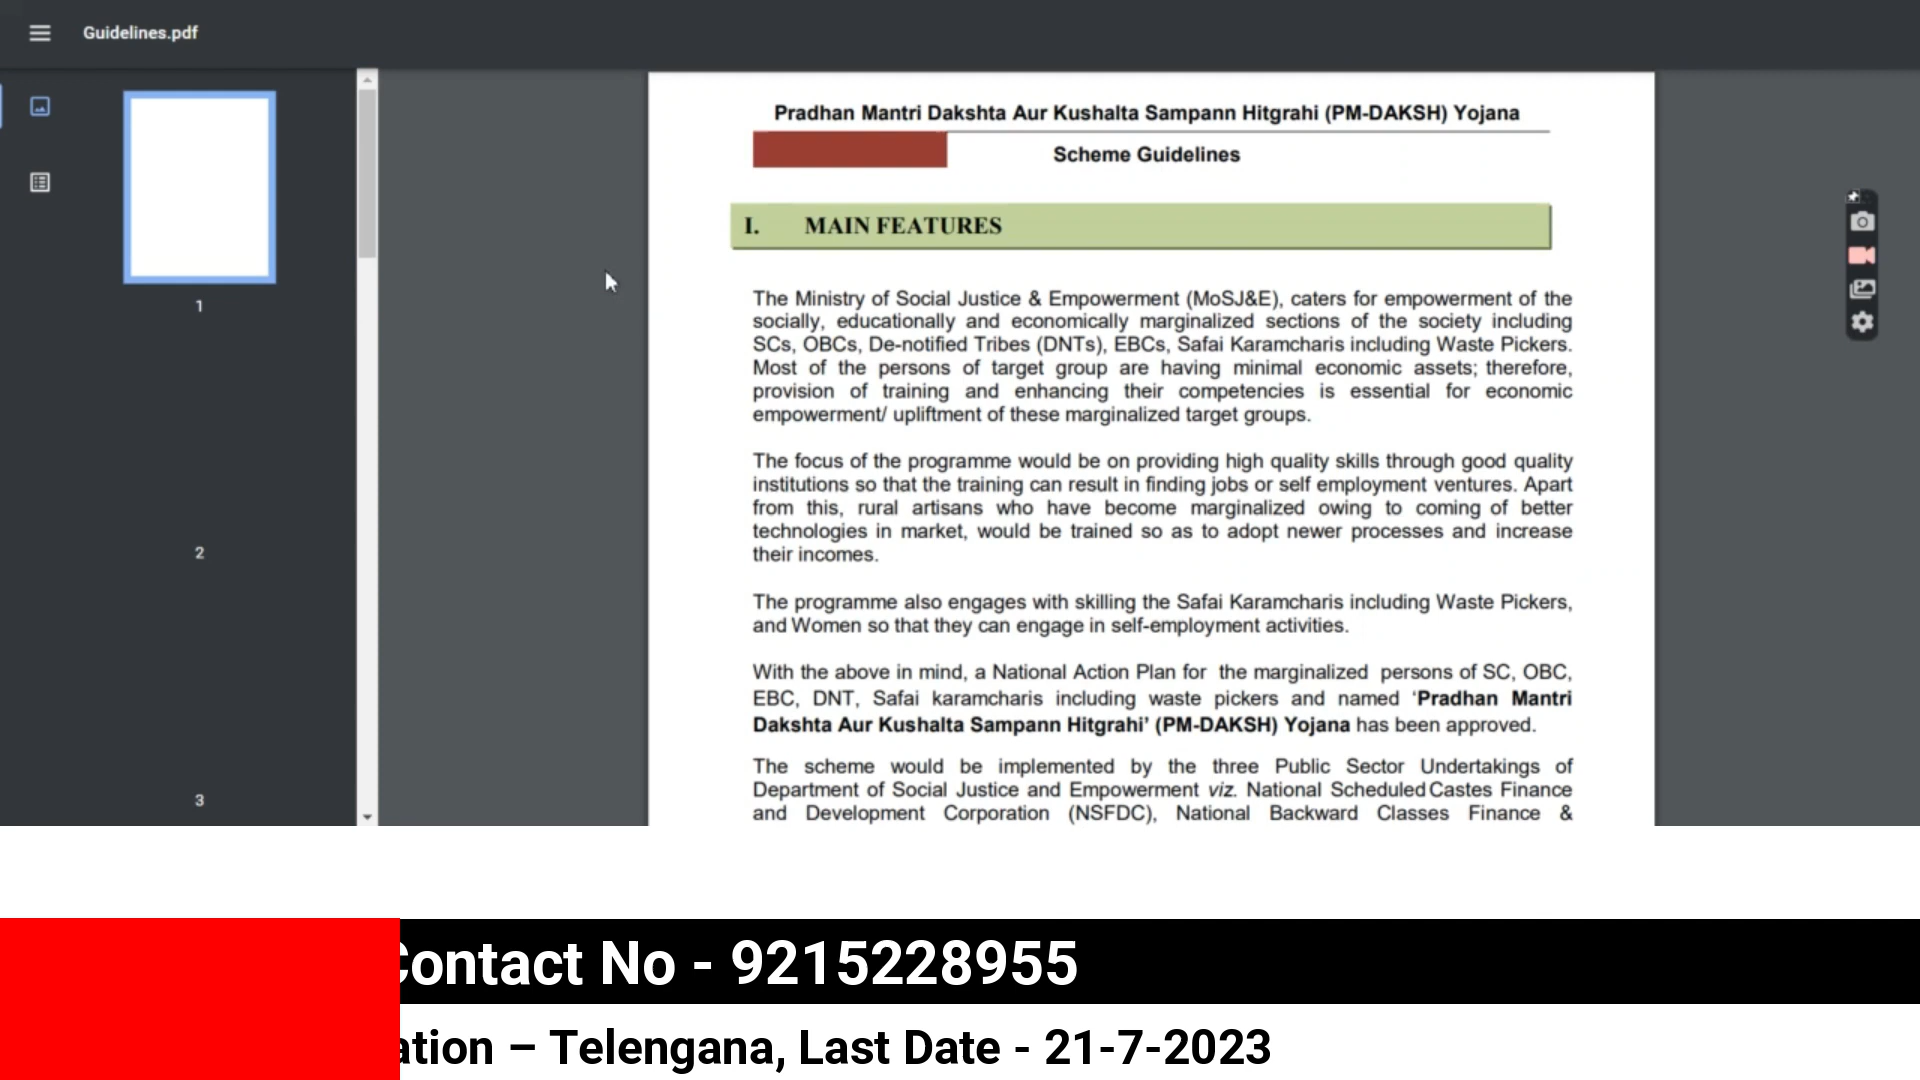 Guidelines.pdf
1
2
3
Pradhan Mantri Dakshta Aur Kushalta Sampann Hitgrahi (PM-DAKSH) Yojana
Scheme Guidelines
I. MAIN FEATURES
The Ministry of Social Justice & Empowerment (MoSJ&E), caters for empowerment of the
socially, educationally and economically marginalized sections of the society including
SCs, OBCs, De-notified Tribes (DNTs), EBCs, Safai Karamcharis including Waste Pickers.
Most of the persons of target group are having minimal economic assets; therefore,
provision of training and enhancing their competencies is essential for economic
empowerment/ upliftment of these marginalized target groups.
The focus of the programme would be on providing high quality skills through good quality
institutions so that the training can result in finding jobs or self employment ventures. Apart
from this, rural artisans who have become marginalized owing to coming of better
technologies in market, would be trained so as to adopt newer processes and increase
their incomes.
The programme also engages with skilling the Safai Karamcharis including Waste Pickers,
and Women so that they can engage in self-employment activities.
With the above in mind, a National Action Plan for the marginalized persons of SC, OBC,
EBC, DNT, Safai karamcharis including waste pickers and named ‘Pradhan Mantri
Dakshta Aur Kushalta Sampann Hitgrahi’ (PM-DAKSH) Yojana has been approved.
The scheme would be implemented by the three Public Sector Undertakings of
Department of Social Justice and Empowerment viz. National Scheduled Castes Finance
and Development Corporation (NSFDC), National Backward Classes Finance &
Contact No - 9215228955
ation – Telengana, Last Date - 21-7-2023